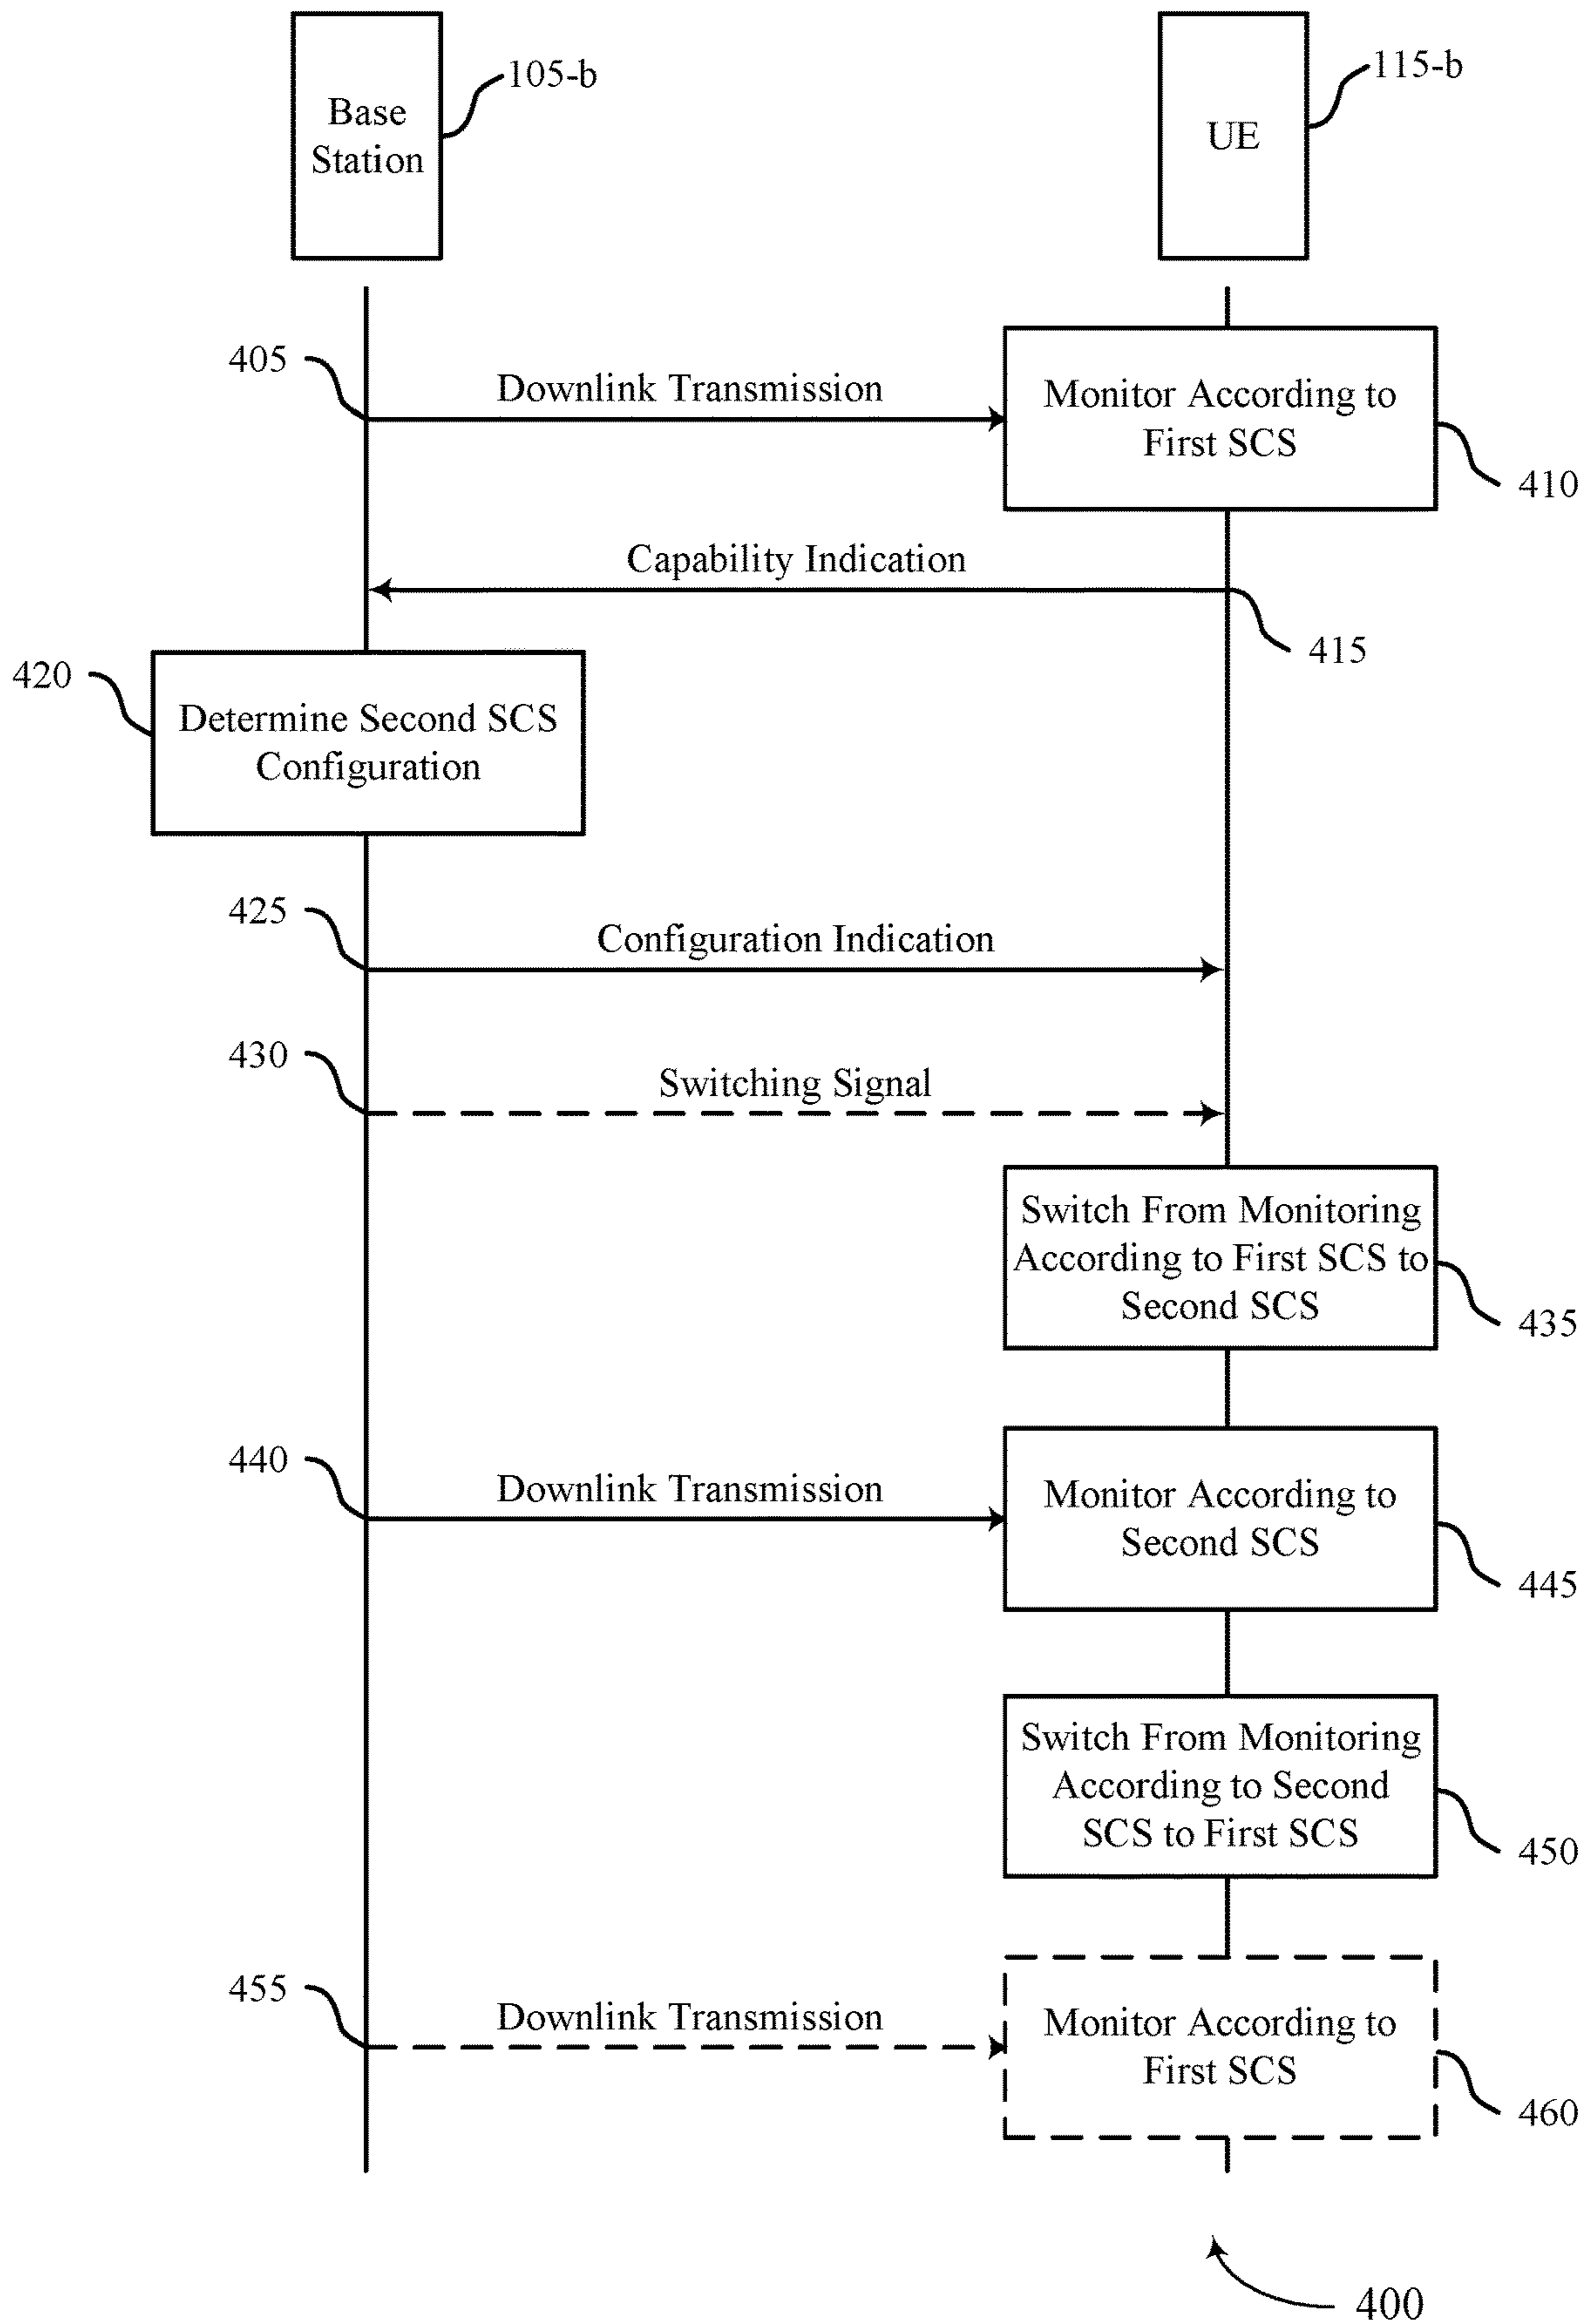 Base
Station
105-b
UE
115-b
405
Downlink Transmission
Monitor According to
First SCS
410
Capability Indication
415
420
Determine Second SCS
Configuration
425
Configuration Indication
430
Switching Signal
Switch From Monitoring
According to First SCS to
Second SCS
435
440
Downlink Transmission
Monitor According to
Second SCS
445
Switch From Monitoring
According to Second
SCS to First SCS
450
455
Downlink Transmission
Monitor According to
First SCS
460
400